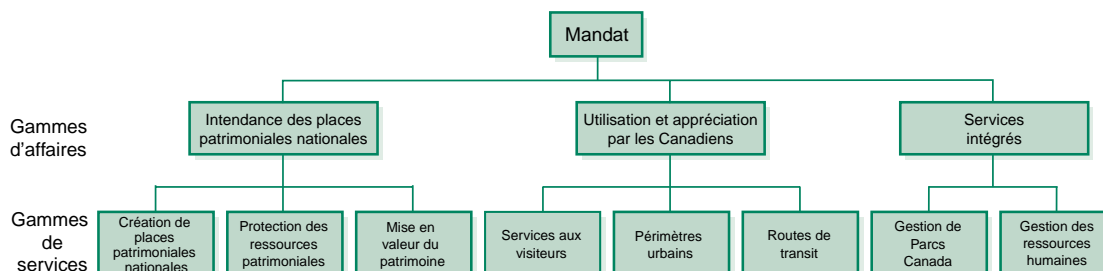 Mandat
Gammes
d'affaires
Intendance des places
patrimoniales nationales
Utilisation et appréciation
par les Canadiens
Services
intégrés
Gammes
de
services
Création de
places
patrimoniales
nationales
Protection des
ressources
patrimoniales
Mise en
valeur du
patrimoine
Services aux
visiteurs
Périmètres
urbains
Routes de
transit
Gestion de
Parcs
Canada
Gestion des
ressources
humaines